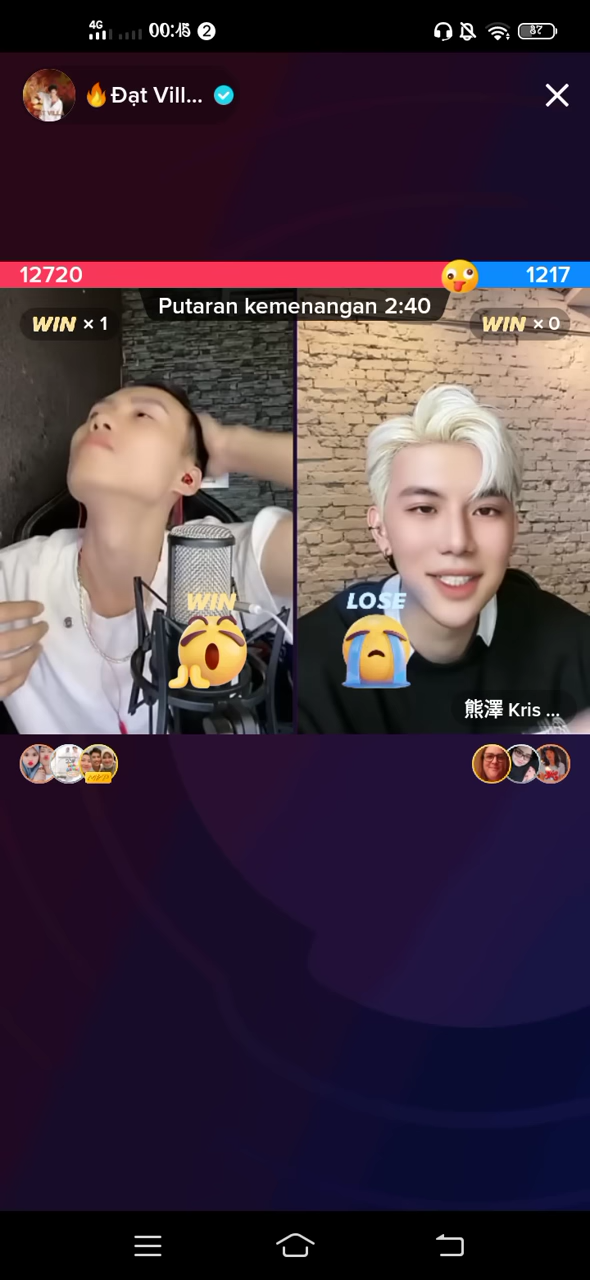 4G 00:45 2 87
🔥Đạt Vill...
12720 1217
Putaran kemenangan 2:40
WIN × 1 WIN × 0
WIN LOSE
熊澤 Kris ...